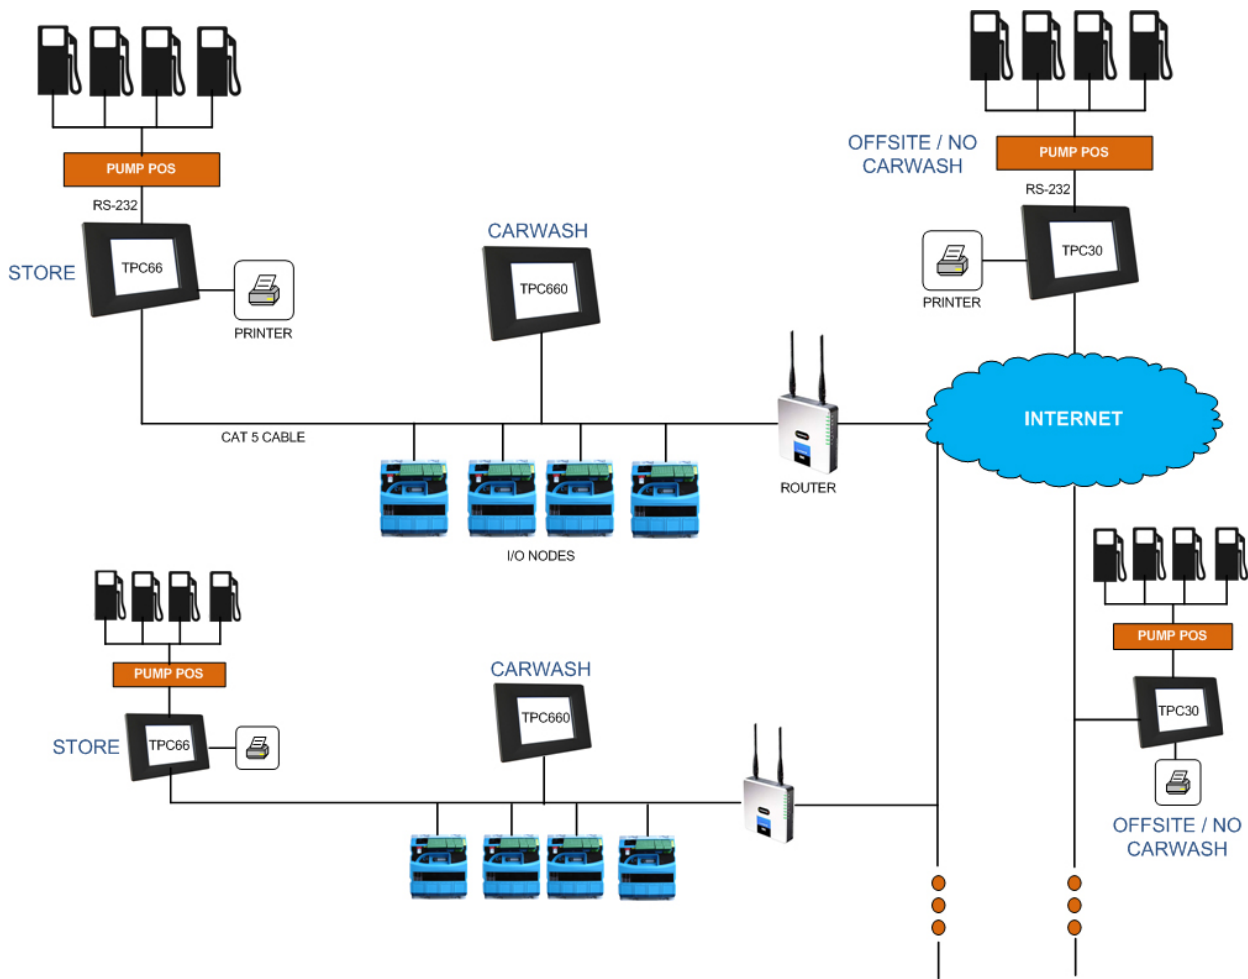 PUMP POS
RS-232
STORE
TPC66
PRINTER
CARWASH
TPC660
CAT 5 CABLE
I/O NODES
ROUTER
OFFSITE / NO
CARWASH
PUMP POS
RS-232
TPC30
PRINTER
INTERNET
PUMP POS
STORE
TPC66
CARWASH
TPC660
PUMP POS
TPC30
OFFSITE / NO
CARWASH